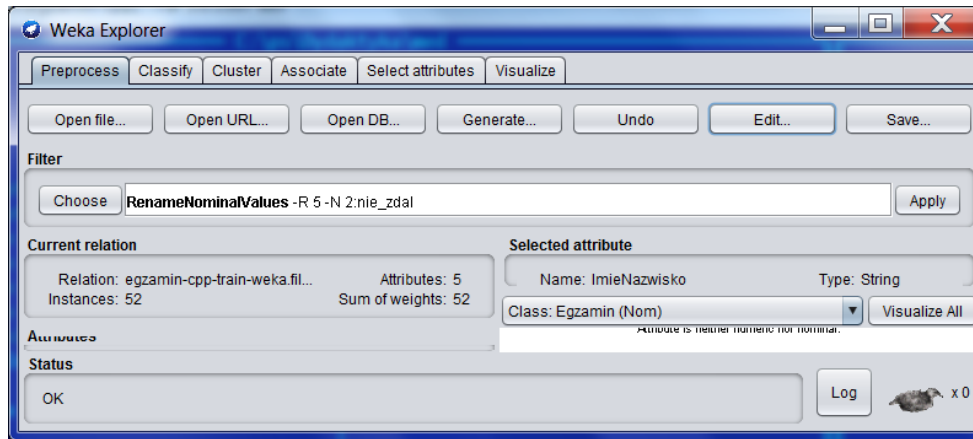 Weka Explorer
Preprocess Classify Cluster Associate Select attributes Visualize
Open file... Open URL... Open DB... Generate... Undo Edit... Save...
Filter
Choose RenameNominalValues -R 5 -N 2:nie_zdal Apply
Current relation
Relation: egzamin-cpp-train-weka.fil... Attributes: 5
Instances: 52 Sum of weights: 52
Selected attribute
Name: ImieNazwisko Type: String
Class: Egzamin (Nom) Visualize All
Attribute is neither numeric nor nominal.
Attributes
Status
OK
Log x 0